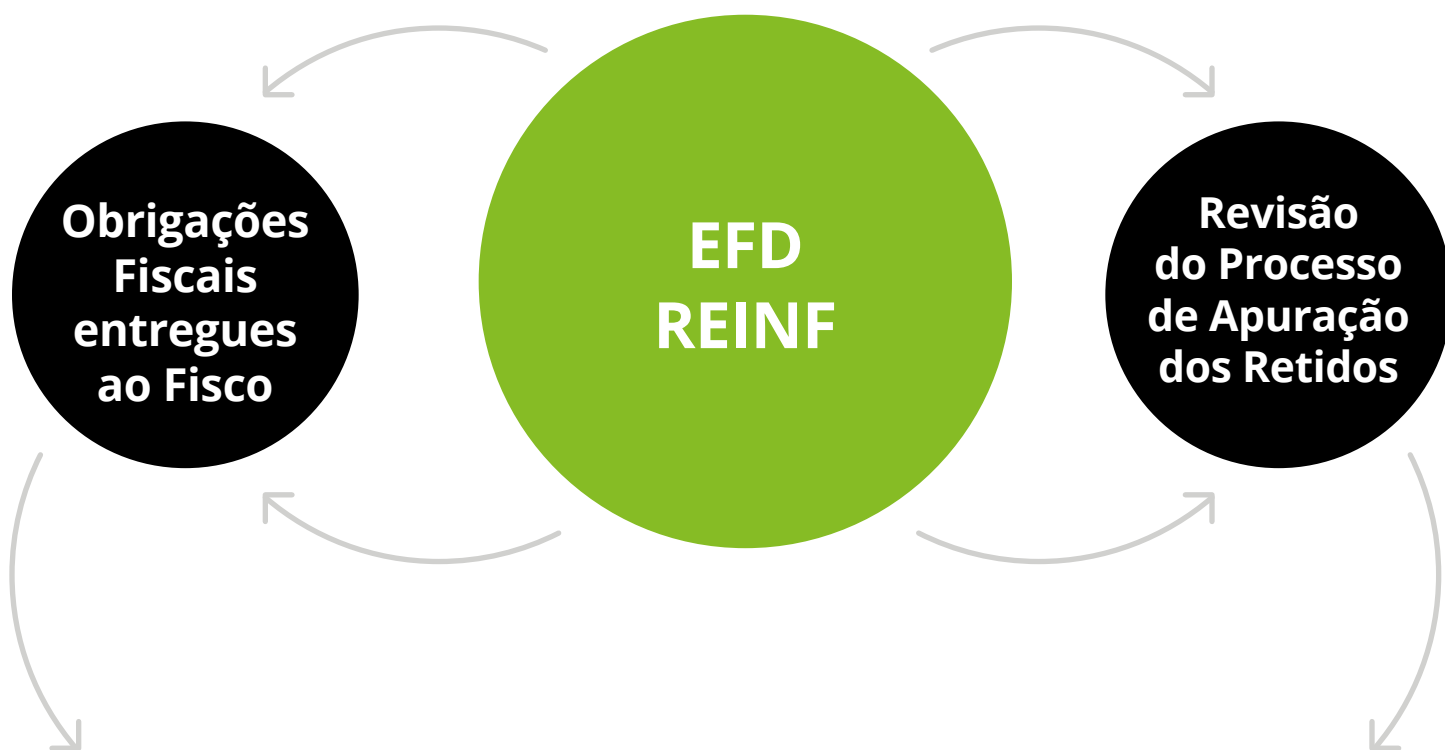 Obrigações
Fiscais
entregues
ao Fisco
EFD
REINF
Revisão
do Processo
de Apuração
dos Retidos